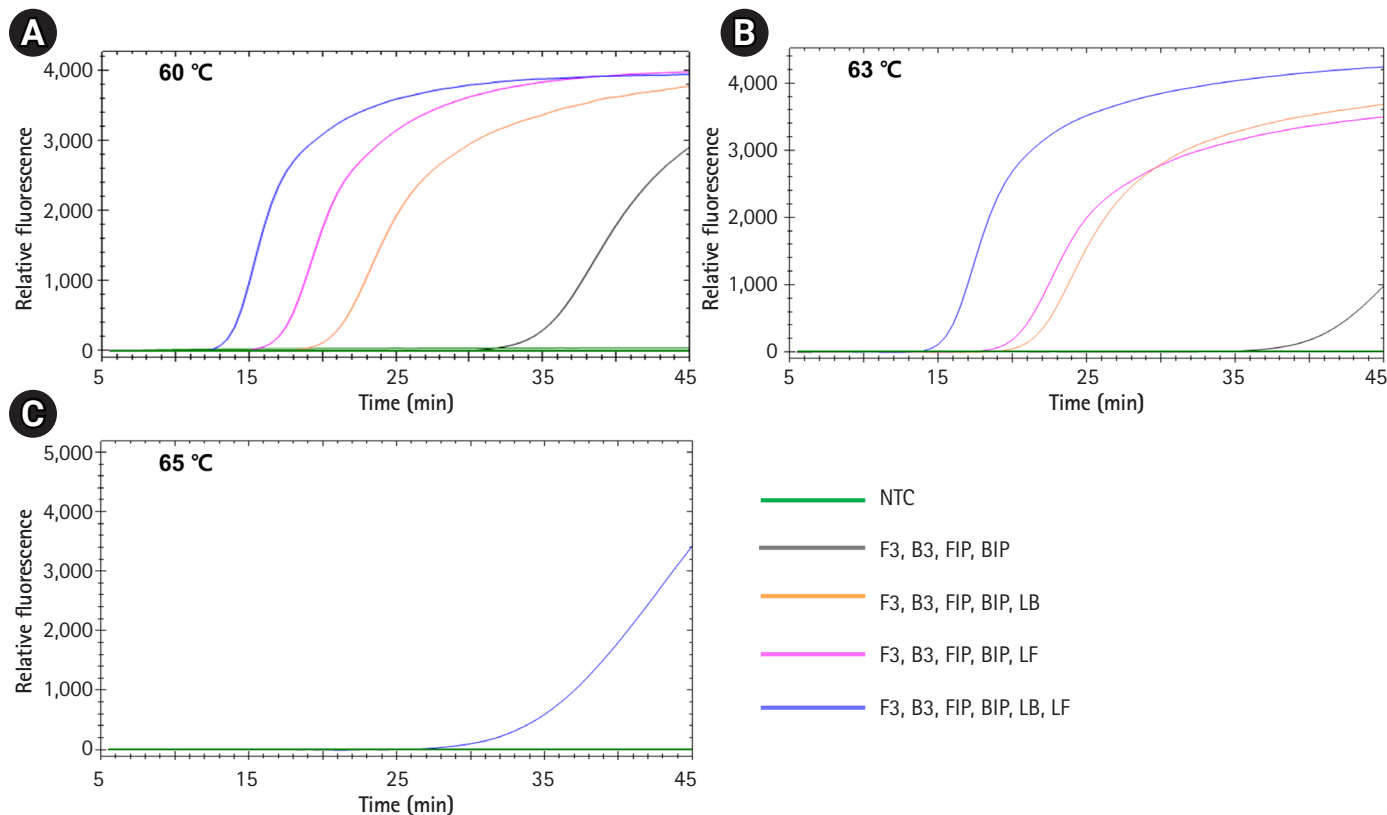 A
60 ℃
Relative fluorescence
4,000
3,000
2,000
1,000
0
5 15 25 35 45
Time (min)
B
63 ℃
Relative fluorescence
4,000
3,000
2,000
1,000
0
5 15 25 35 45
Time (min)
C
65 ℃
Relative fluorescence
5,000
4,000
3,000
2,000
1,000
0
5 15 25 35 45
Time (min)
NTC
F3, B3, FIP, BIP
F3, B3, FIP, BIP, LB
F3, B3, FIP, BIP, LF
F3, B3, FIP, BIP, LB, LF